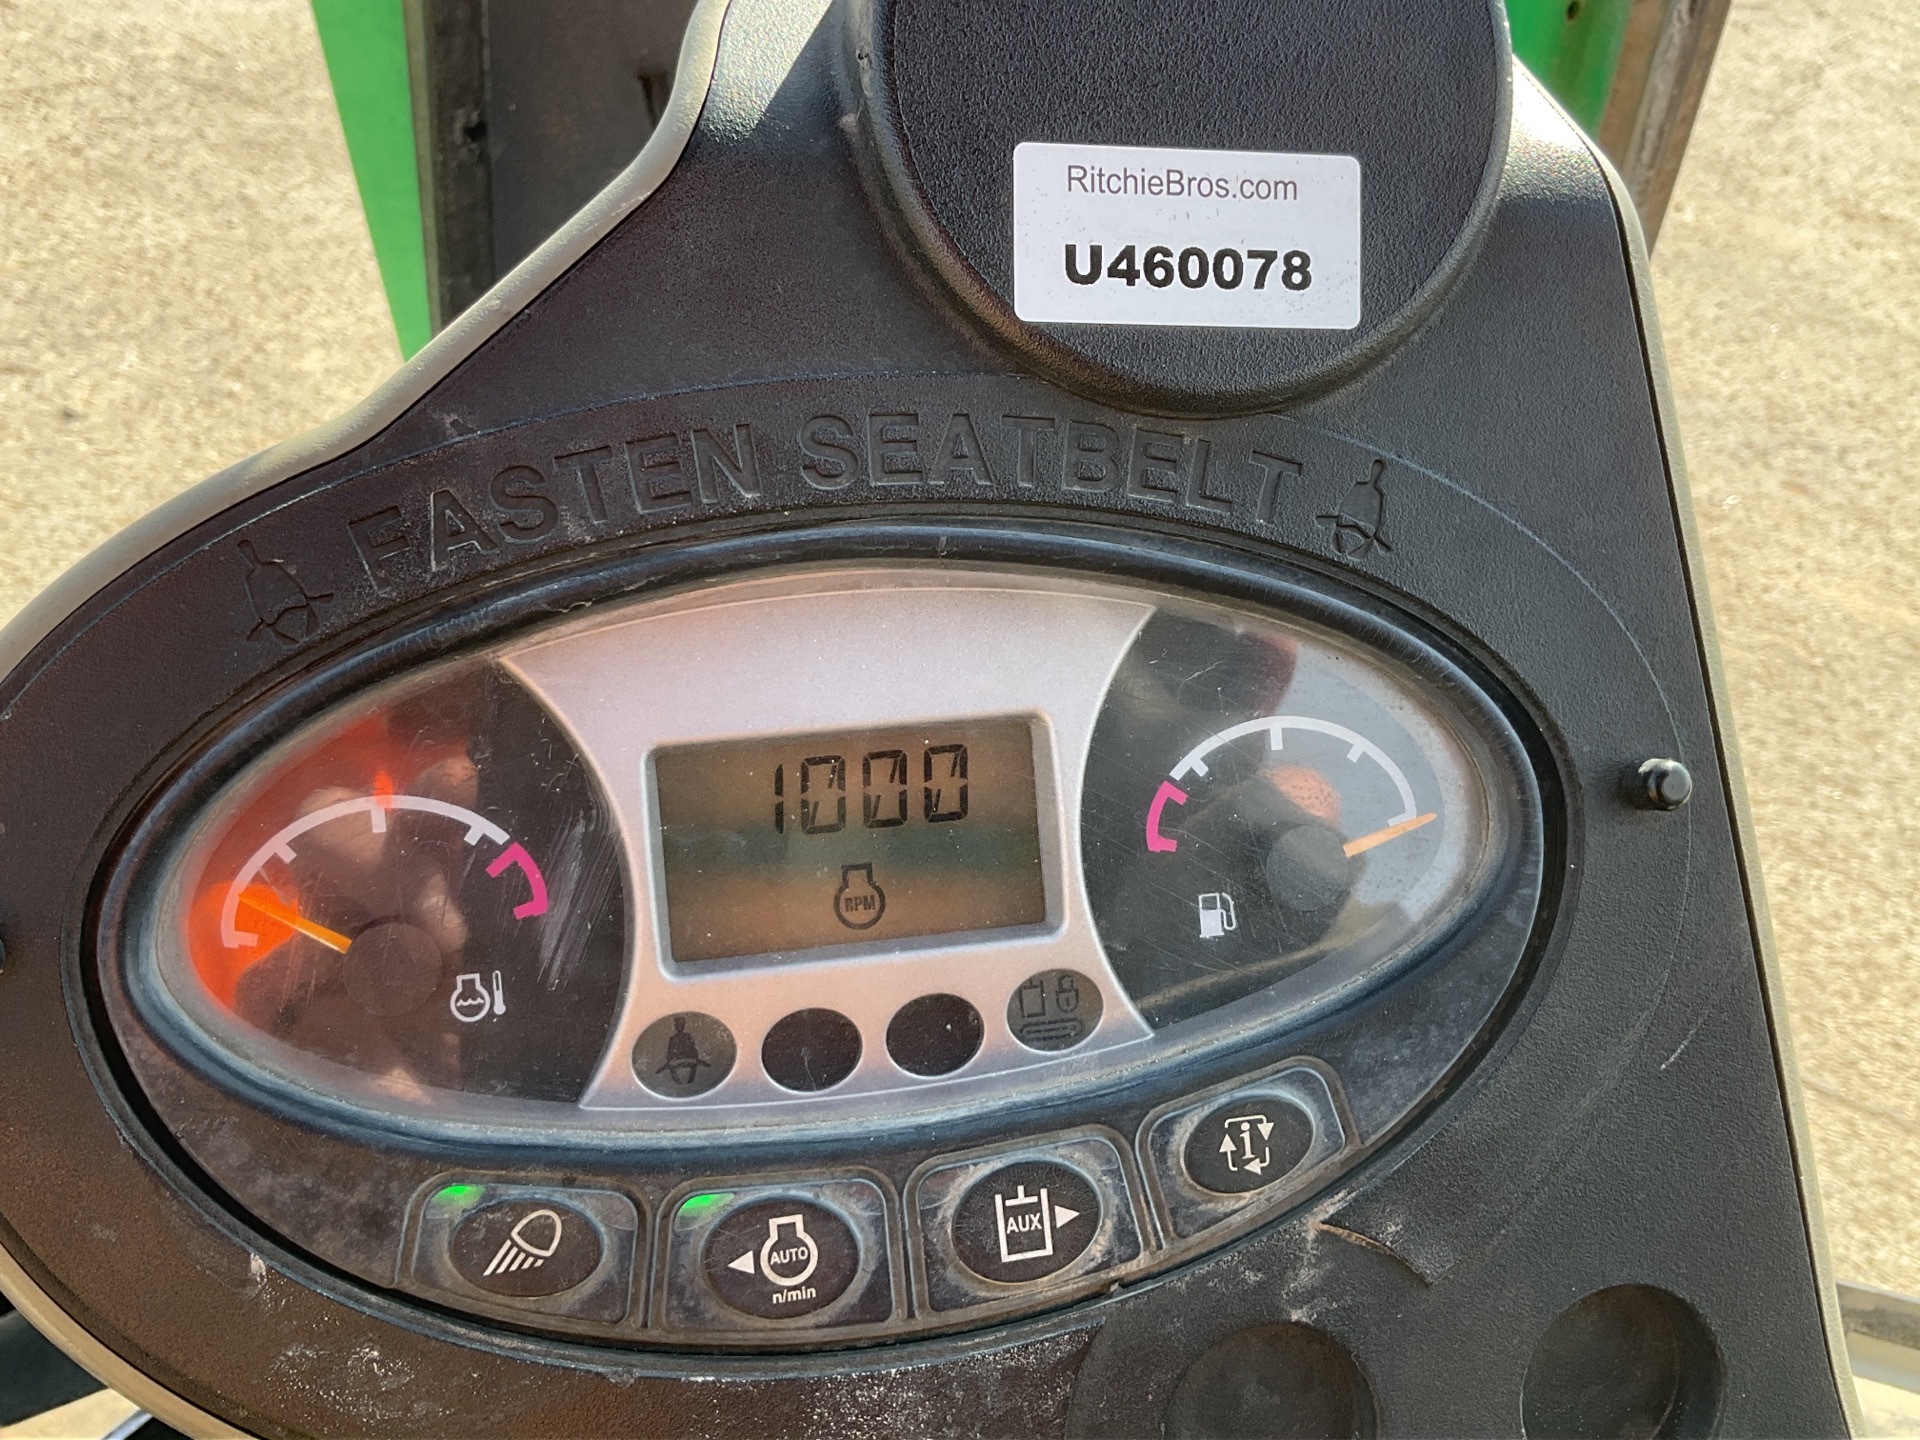 RitchieBros.com
U460078
FASTEN SEATBELT
1000
RPM
AUTO
n/min
AUX
i